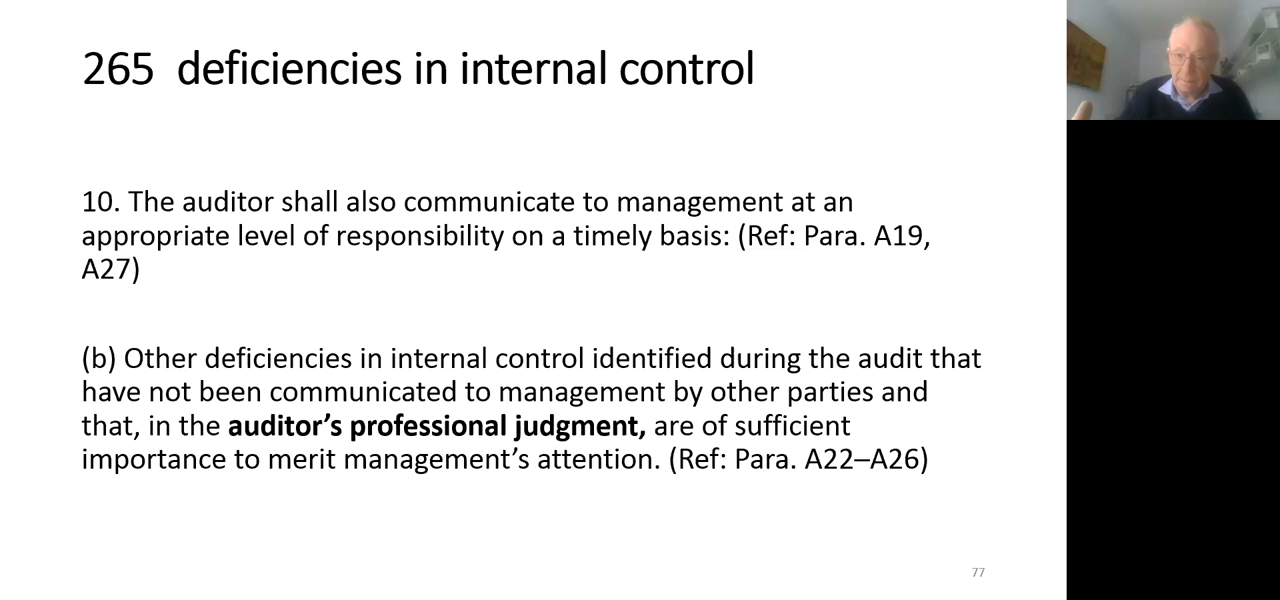 265  deficiencies in internal control
10. The auditor shall also communicate to management at an
appropriate level of responsibility on a timely basis: (Ref: Para. A19,
A27)
(b) Other deficiencies in internal control identified during the audit that
have not been communicated to management by other parties and
that, in the auditor’s professional judgment, are of sufficient
importance to merit management’s attention. (Ref: Para. A22–A26)
77